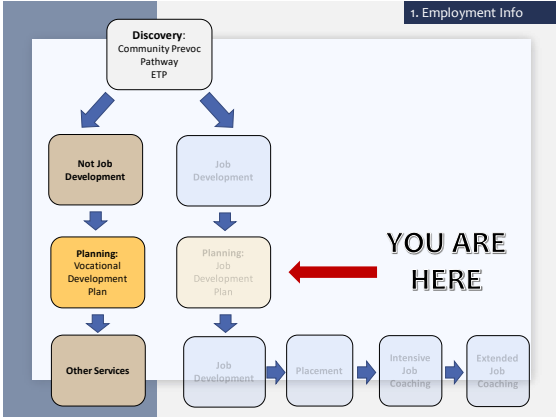 1. Employment Info
Discovery:
Community Prevoc
Pathway
ETP
Not Job
Development
Job
Development
Planning:
Vocational
Development
Plan
Planning:
Job
Development
Plan
YOU ARE
HERE
Other Services
Job
Development
Placement
Intensive
Job
Coaching
Extended
Job
Coaching